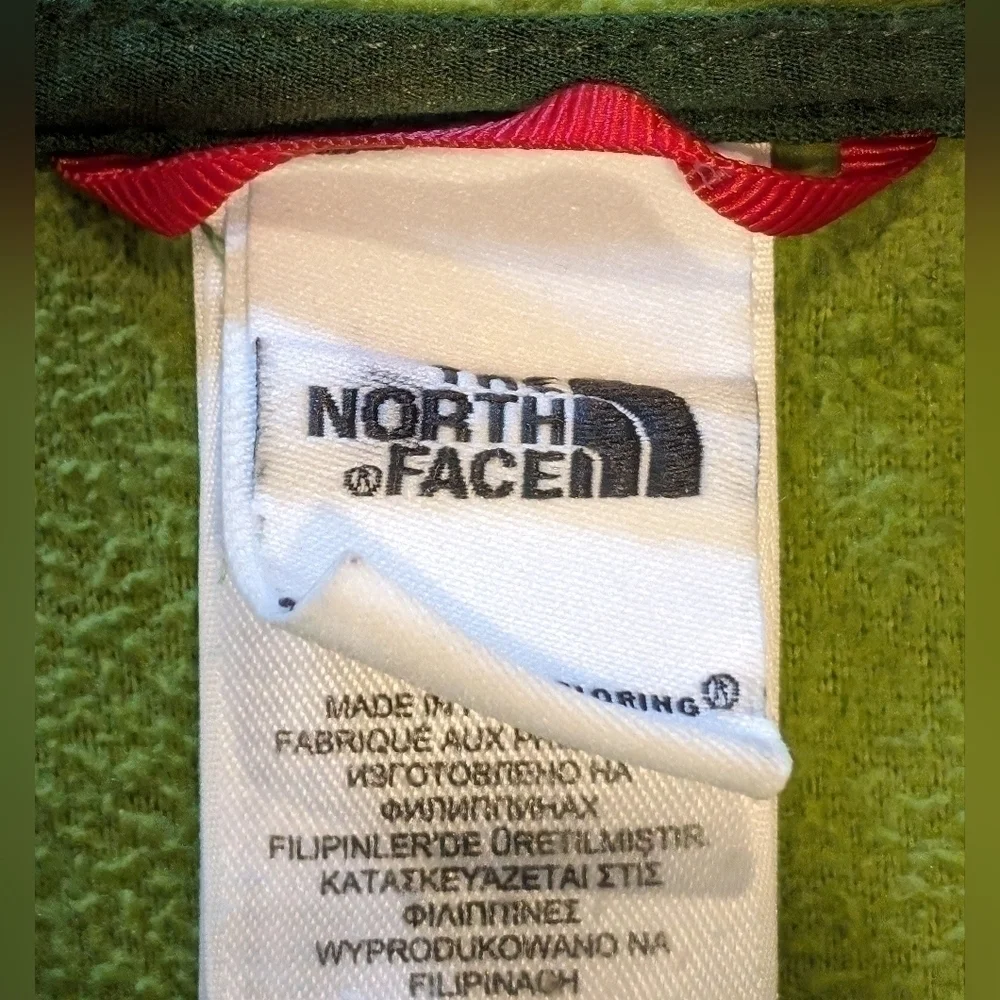 THE
NORTH
®FACE
®
MADE IN
FABRIQUÉ AUX
ИЗГОТОВЛЕНО НА
ФИЛИППИНАХ
FILIPINLER'DE ÜRETILMIŞTIR
ΚΑΤΑΣΚΕΥΑΖΕΤΑΙ ΣΤΙΣ
ΦΙΛΙΠΠΙΝΕΣ
WYPRODUKOWANO NA
FILIPINACH